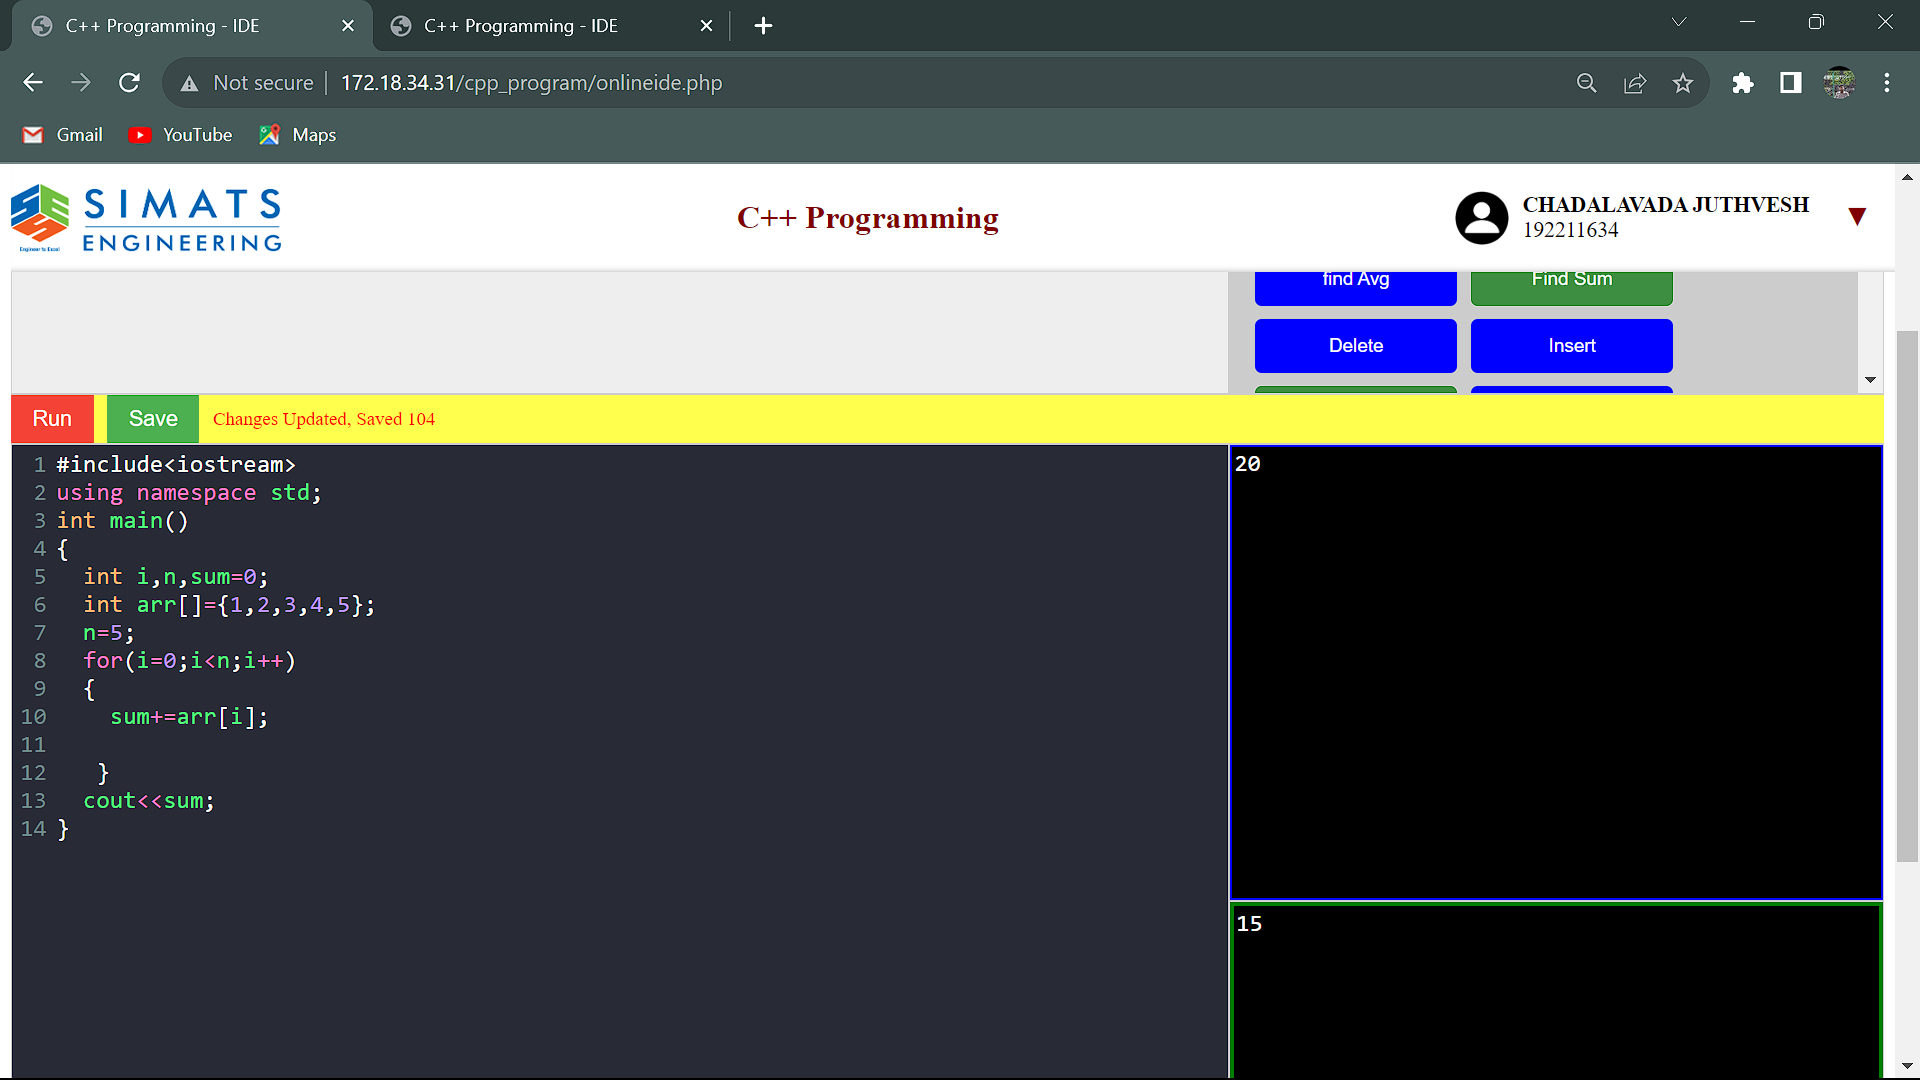 C++ Programming - IDE
C++ Programming - IDE
Not secure
172.18.34.31/cpp_program/onlineide.php
Gmail
YouTube
Maps
SIMATS
ENGINEERING
Engineer to Excel
C++ Programming
CHADALAVADA JUTHVESH
192211634
find Avg
Find Sum
Delete
Insert
Run
Save
Changes Updated, Saved 104
1 #include<iostream>
2 using namespace std;
3 int main()
4 {
5   int i,n,sum=0;
6   int arr[]={1,2,3,4,5};
7   n=5;
8   for(i=0;i<n;i++)
9   {
10     sum+=arr[i];
11
12    }
13   cout<<sum;
14 }
20
15